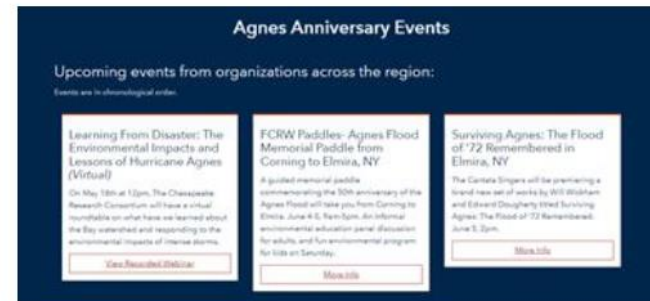 Agnes Anniversary Events
Upcoming events from organizations across the region:
Events are in chronological order.
Learning From Disaster: The
Environmental Impacts and
Lessons of Hurricane Agnes
(Virtual)
On May 18th at 12pm, The Chesapeake
Research Consortium will have a virtual
roundtable on what have we learned about
the Bay watershed and responding to the
environmental impacts of intense storms.
View Recorded Webinar
FCRW Paddles- Agnes Flood
Memorial Paddle from
Corning to Elmira, NY
A guided memorial paddle
commemorating the 50th anniversary of the
Agnes Flood will take you from Corning to
Elmira. June 4-5, 9am-5pm. An informal
environmental education panel discussion
for adults, and fun environmental program
for kids on Saturday.
More Info
Surviving Agnes: The Flood
of '72 Remembered in
Elmira, NY
The Cantata Singers will be premiering a
brand new set of works by Will Wickham
and Edward Dougherty titled Surviving
Agnes: The Flood of '72 Remembered.
June 5, 2pm.
More Info